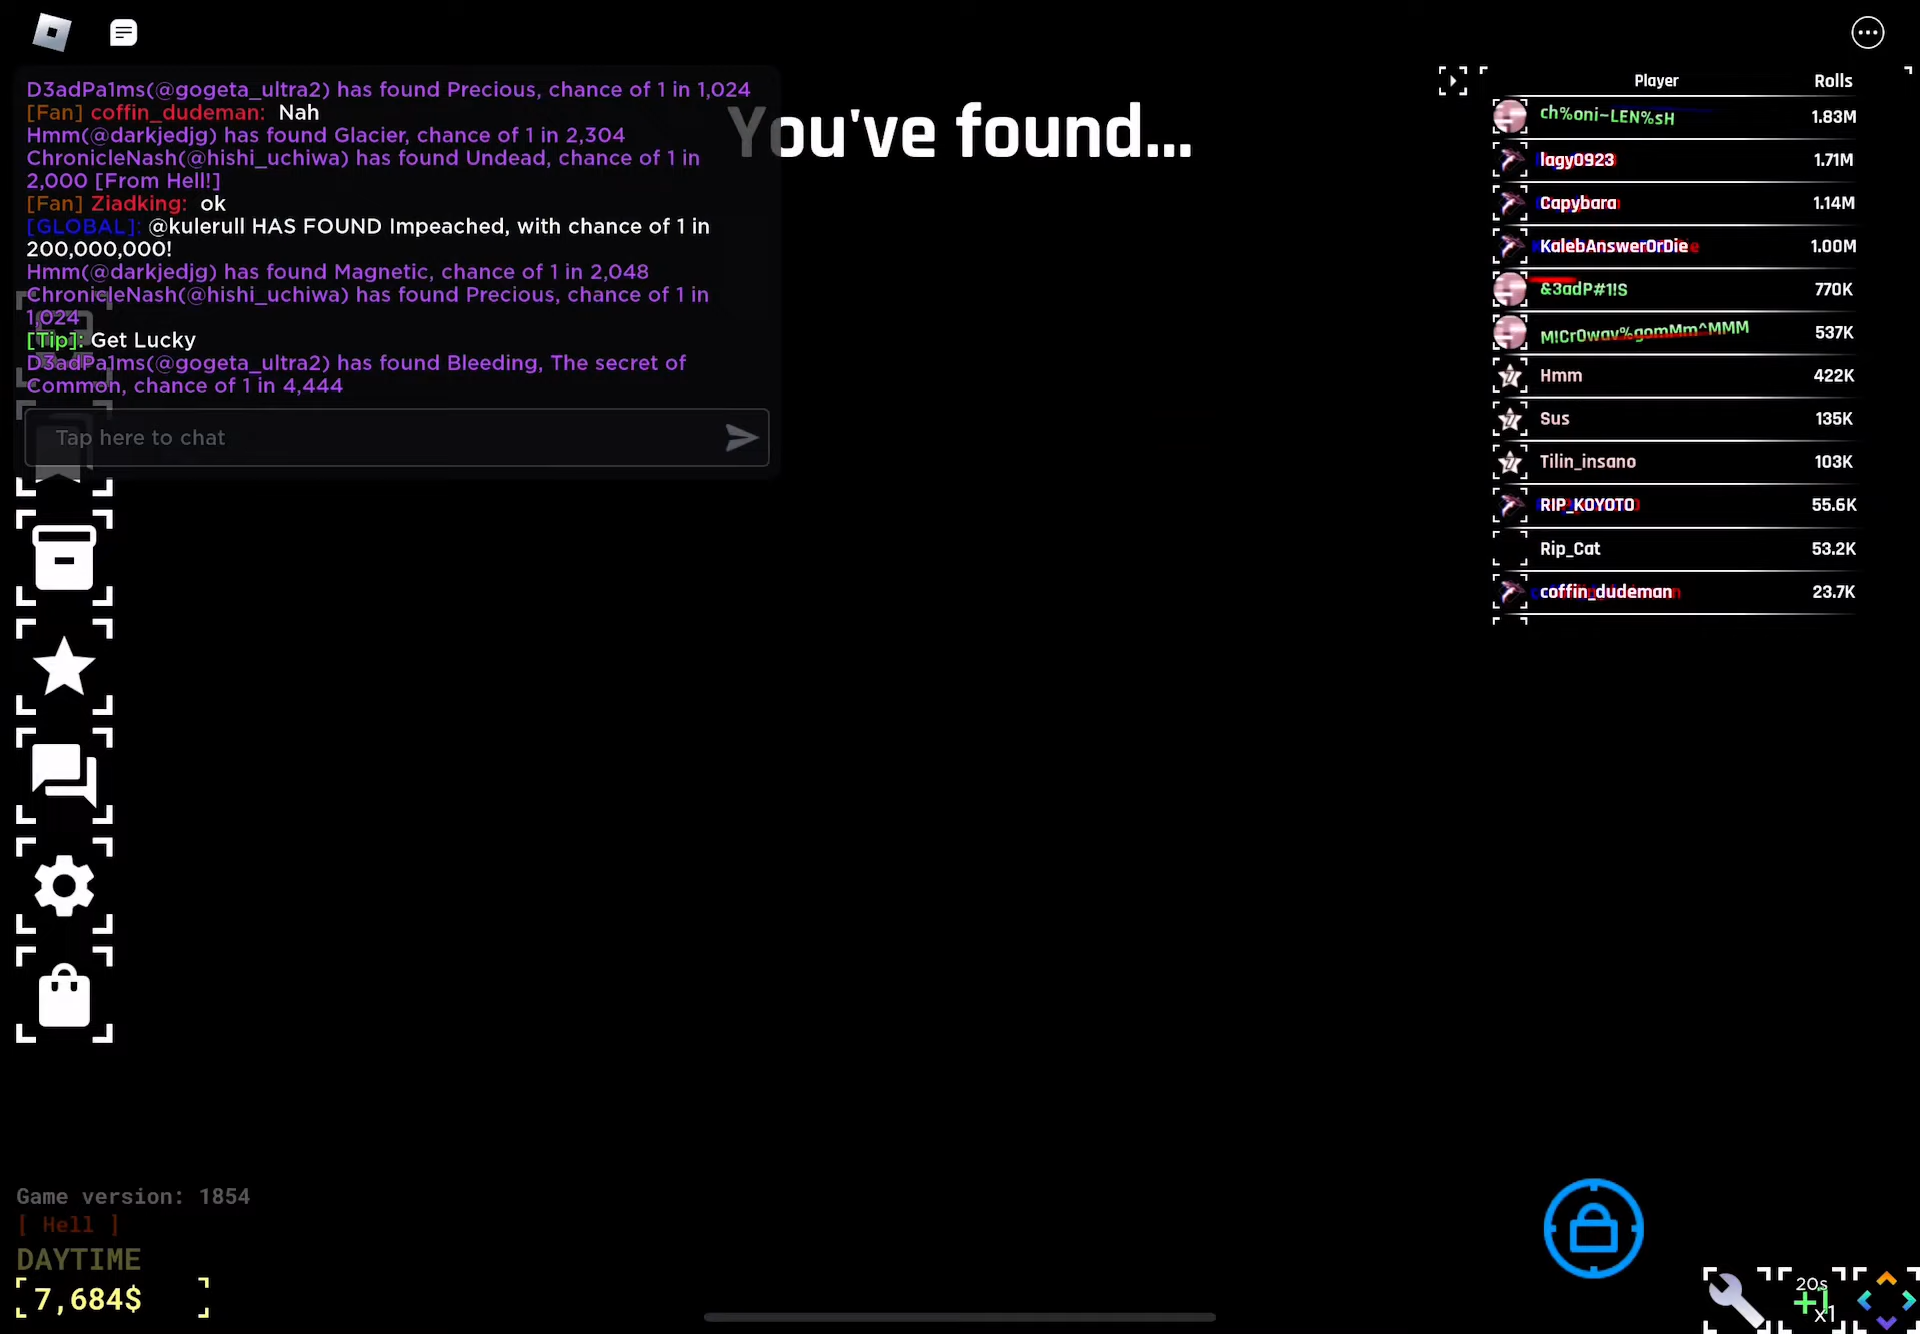 D3adPa1ms(@gogeta_ultra2) has found Precious, chance of 1 in 1,024
[Fan] coffin_dudeman: Nah
Hmm(@darkjedjg) has found Glacier, chance of 1 in 2,304
ChronicleNash(@hishi_uchiwa) has found Undead, chance of 1 in
2,000 [From Hell!]
[Fan] Ziadking: ok
[GLOBAL]: @kulerull HAS FOUND Impeached, with chance of 1 in
200,000,000!
Hmm(@darkjedjg) has found Magnetic, chance of 1 in 2,048
ChronicleNash(@hishi_uchiwa) has found Precious, chance of 1 in
1,024
[Tip]: Get Lucky
D3adPa1ms(@gogeta_ultra2) has found Bleeding, The secret of
Common, chance of 1 in 4,444
Tap here to chat
You've found...
Player Rolls
ch%oni~LEN%sH 1.83M
lagy0923 1.71M
Capybara 1.14M
KalebAnswerOrDie 1.00M
&3adP#1!S 770K
M!CrOwav%gomMm^MMM 537K
Hmm 422K
Sus 135K
Tilin_insano 103K
RIP_KOYOTO 55.6K
Rip_Cat 53.2K
coffin_dudeman 23.7K
Game version: 1854
[ Hell ]
DAYTIME
7,684$
20s
+1
x1